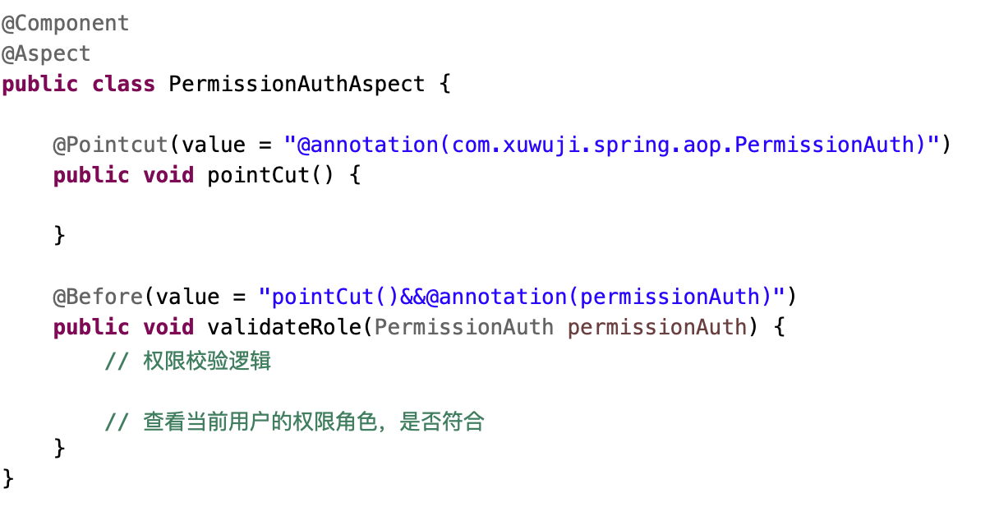 @Component
@Aspect
public class PermissionAuthAspect {
@Pointcut(value = "@annotation(com.xuwuji.spring.aop.PermissionAuth)")
public void pointCut() {
}
@Before(value = "pointCut()&&@annotation(permissionAuth)")
public void validateRole(PermissionAuth permissionAuth) {
// 权限校验逻辑
// 查看当前用户的权限角色，是否符合
}
}